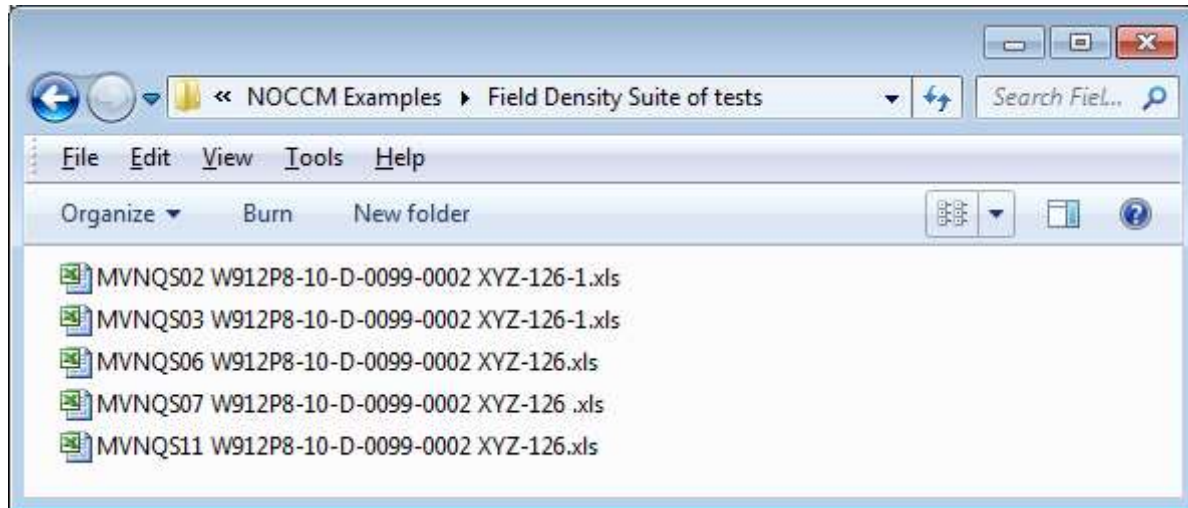 « NOCCM Examples ▸ Field Density Suite of tests Search Fiel...
File Edit View Tools Help
Organize Burn New folder
MVNQS02 W912P8-10-D-0099-0002 XYZ-126-1.xls
MVNQS03 W912P8-10-D-0099-0002 XYZ-126-1.xls
MVNQS06 W912P8-10-D-0099-0002 XYZ-126.xls
MVNQS07 W912P8-10-D-0099-0002 XYZ-126 .xls
MVNQS11 W912P8-10-D-0099-0002 XYZ-126.xls